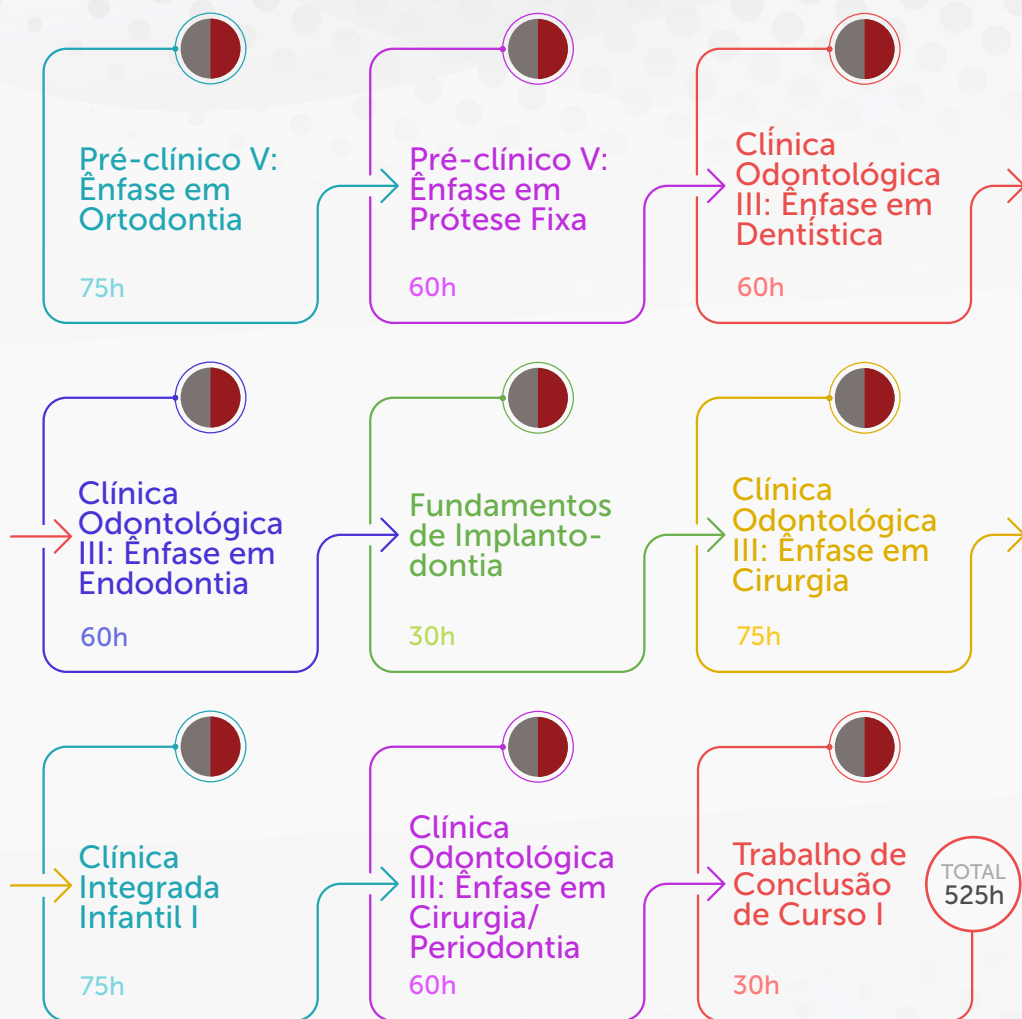 Pré-clínico V:
Ênfase em
Ortodontia
75h
Pré-clínico V:
Ênfase em
Prótese Fixa
60h
Clínica
Odontológica
III: Ênfase em
Dentística
60h
Clínica
Odontológica
III: Ênfase em
Endodontia
60h
Fundamentos
de Implanto-
dontia
30h
Clínica
Odontológica
III: Ênfase em
Cirurgia
75h
Clínica
Integrada
Infantil I
75h
Clínica
Odontológica
III: Ênfase em
Cirurgia/
Periodontia
60h
Trabalho de
Conclusão
de Curso I
30h
TOTAL
525h